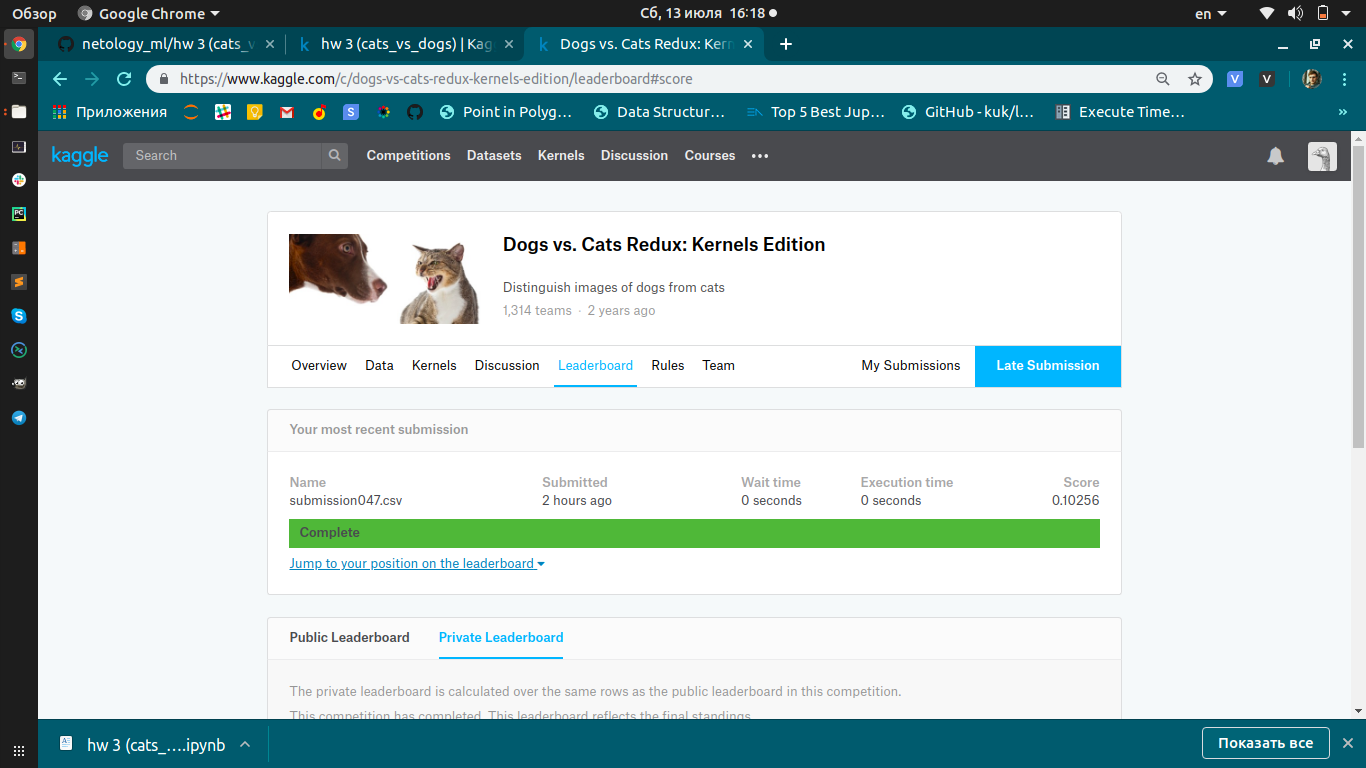 Обзор Google Chrome Сб, 13 июля 16:18 en
netology_ml/hw 3 (cats_v hw 3 (cats_vs_dogs) | Kag Dogs vs. Cats Redux: Kern
https://www.kaggle.com/c/dogs-vs-cats-redux-kernels-edition/leaderboard#score
Приложения Point in Polyg… Data Structur… Top 5 Best Jup… GitHub - kuk/l… Execute Time… »
kaggle Search Competitions Datasets Kernels Discussion Courses
Dogs vs. Cats Redux: Kernels Edition
Distinguish images of dogs from cats
1,314 teams · 2 years ago
Overview Data Kernels Discussion Leaderboard Rules Team My Submissions Late Submission
Your most recent submission
Name Submitted Wait time Execution time Score
submission047.csv 2 hours ago 0 seconds 0 seconds 0.10256
Complete
Jump to your position on the leaderboard
Public Leaderboard Private Leaderboard
The private leaderboard is calculated over the same rows as the public leaderboard in this competition.
This competition has completed. This leaderboard reflects the final standings.
hw 3 (cats_….ipynb Показать все